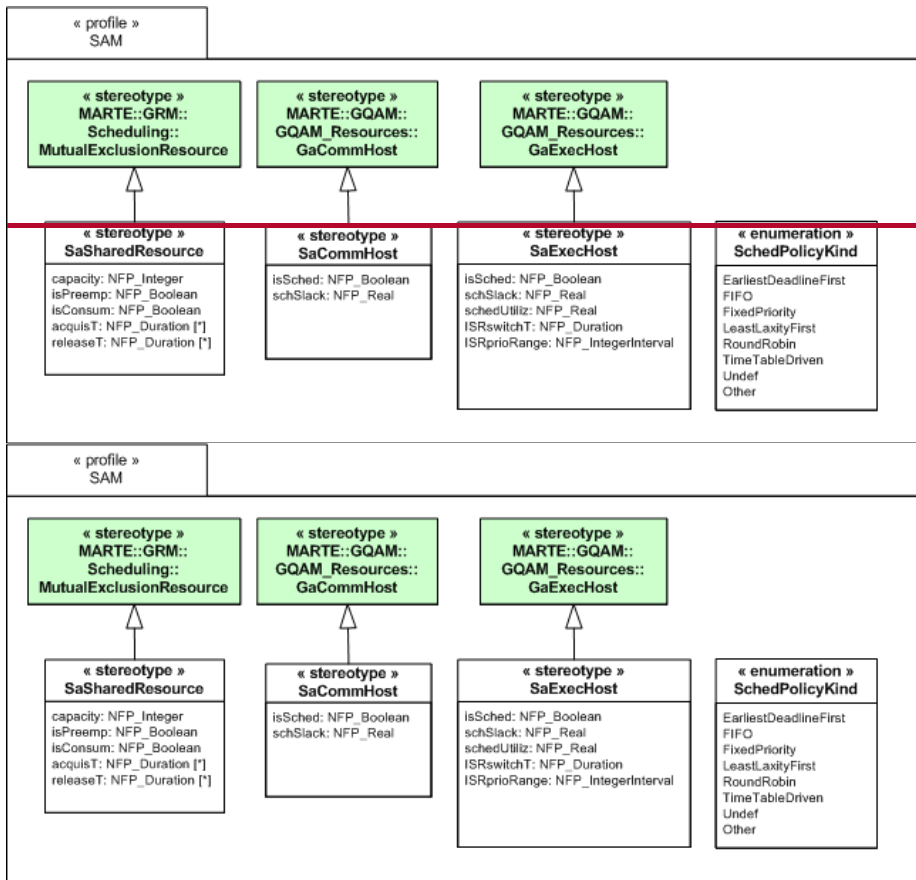 « profile »
SAM
« stereotype »
MARTE::GRM::
Scheduling::
MutualExclusionResource
« stereotype »
MARTE::GQAM::
GQAM_Resources::
GaCommHost
« stereotype »
MARTE::GQAM::
GQAM_Resources::
GaExecHost
« stereotype »
SaSharedResource
capacity: NFP_Integer
isPreemp: NFP_Boolean
isConsum: NFP_Boolean
acquisT: NFP_Duration [*]
releaseT: NFP_Duration [*]
« stereotype »
SaCommHost
isSched: NFP_Boolean
schSlack: NFP_Real
« stereotype »
SaExecHost
isSched: NFP_Boolean
schSlack: NFP_Real
schedUtiliz: NFP_Real
ISRswitchT: NFP_Duration
ISRprioRange: NFP_IntegerInterval
« enumeration »
SchedPolicyKind
EarliestDeadlineFirst
FIFO
FixedPriority
LeastLaxityFirst
RoundRobin
TimeTableDriven
Undef
Other
« profile »
SAM
« stereotype »
MARTE::GRM::
Scheduling::
MutualExclusionResource
« stereotype »
MARTE::GQAM::
GQAM_Resources::
GaCommHost
« stereotype »
MARTE::GQAM::
GQAM_Resources::
GaExecHost
« stereotype »
SaSharedResource
capacity: NFP_Integer
isPreemp: NFP_Boolean
isConsum: NFP_Boolean
acquisT: NFP_Duration [*]
releaseT: NFP_Duration [*]
« stereotype »
SaCommHost
isSched: NFP_Boolean
schSlack: NFP_Real
« stereotype »
SaExecHost
isSched: NFP_Boolean
schSlack: NFP_Real
schedUtiliz: NFP_Real
ISRswitchT: NFP_Duration
ISRprioRange: NFP_IntegerInterval
« enumeration »
SchedPolicyKind
EarliestDeadlineFirst
FIFO
FixedPriority
LeastLaxityFirst
RoundRobin
TimeTableDriven
Undef
Other